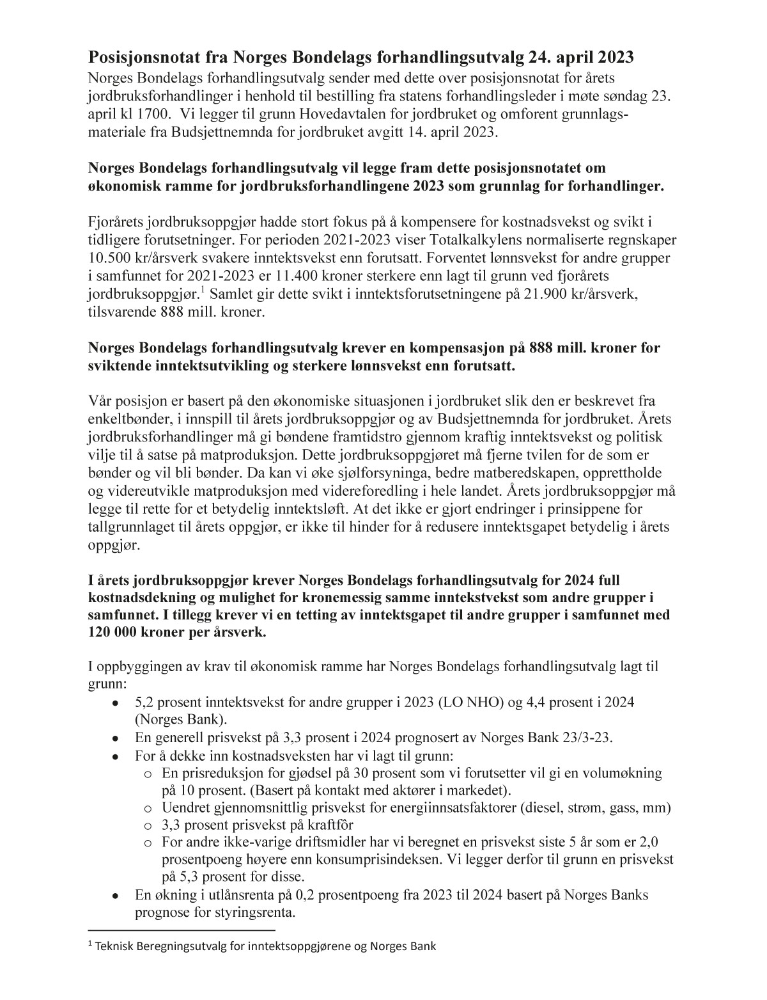 Posisjonsnotat fra Norges Bondelags forhandlingsutvalg 24. april 2023
Norges Bondelags forhandlingsutvalg sender med dette over posisjonsnotat for årets
jordbruksforhandlinger i henhold til bestilling fra statens forhandlingsleder i møte søndag 23.
april kl 1700.  Vi legger til grunn Hovedavtalen for jordbruket og omforent grunnlags-
materiale fra Budsjettnemnda for jordbruket avgitt 14. april 2023.
Norges Bondelags forhandlingsutvalg vil legge fram dette posisjonsnotatet om
økonomisk ramme for jordbruksforhandlingene 2023 som grunnlag for forhandlinger.
Fjorårets jordbruksoppgjør hadde stort fokus på å kompensere for kostnadsvekst og svikt i
tidligere forutsetninger. For perioden 2021-2023 viser Totalkalkylens normaliserte regnskaper
10.500 kr/årsverk svakere inntektsvekst enn forutsatt. Forventet lønnsvekst for andre grupper
i samfunnet for 2021-2023 er 11.400 kroner sterkere enn lagt til grunn ved fjorårets
jordbruksoppgjør.¹ Samlet gir dette svikt i inntektsforutsetningene på 21.900 kr/årsverk,
tilsvarende 888 mill. kroner.
Norges Bondelags forhandlingsutvalg krever en kompensasjon på 888 mill. kroner for
sviktende inntektsutvikling og sterkere lønnsvekst enn forutsatt.
Vår posisjon er basert på den økonomiske situasjonen i jordbruket slik den er beskrevet fra
enkeltbønder, i innspill til årets jordbruksoppgjør og av Budsjettnemnda for jordbruket. Årets
jordbruksforhandlinger må gi bøndene framtidstro gjennom kraftig inntektsvekst og politisk
vilje til å satse på matproduksjon. Dette jordbruksoppgjøret må fjerne tvilen for de som er
bønder og vil bli bønder. Da kan vi øke sjølforsyninga, bedre matberedskapen, opprettholde
og videreutvikle matproduksjon med videreforedling i hele landet. Årets jordbruksoppgjør må
legge til rette for et betydelig inntektsløft. At det ikke er gjort endringer i prinsippene for
tallgrunnlaget til årets oppgjør, er ikke til hinder for å redusere inntektsgapet betydelig i årets
oppgjør.
I årets jordbruksoppgjør krever Norges Bondelags forhandlingsutvalg for 2024 full
kostnadsdekning og mulighet for kronemessig samme inntekstvekst som andre grupper i
samfunnet. I tillegg krever vi en tetting av inntektsgapet til andre grupper i samfunnet med
120 000 kroner per årsverk.
I oppbyggingen av krav til økonomisk ramme har Norges Bondelags forhandlingsutvalg lagt til
grunn:
● 5,2 prosent inntektsvekst for andre grupper i 2023 (LO NHO) og 4,4 prosent i 2024
(Norges Bank).
● En generell prisvekst på 3,3 prosent i 2024 prognosert av Norges Bank 23/3-23.
● For å dekke inn kostnadsveksten har vi lagt til grunn:
o En prisreduksjon for gjødsel på 30 prosent som vi forutsetter vil gi en volumøkning
på 10 prosent. (Basert på kontakt med aktører i markedet).
o Uendret gjennomsnittlig prisvekst for energiinnsatsfaktorer (diesel, strøm, gass, mm)
o 3,3 prosent prisvekst på kraftfôr
o For andre ikke-varige driftsmidler har vi beregnet en prisvekst siste 5 år som er 2,0
prosentpoeng høyere enn konsumprisindeksen. Vi legger derfor til grunn en prisvekst
på 5,3 prosent for disse.
● En økning i utlånsrenta på 0,2 prosentpoeng fra 2023 til 2024 basert på Norges Banks
prognose for styringsrenta.
¹ Teknisk Beregningsutvalg for inntektsoppgjørene og Norges Bank